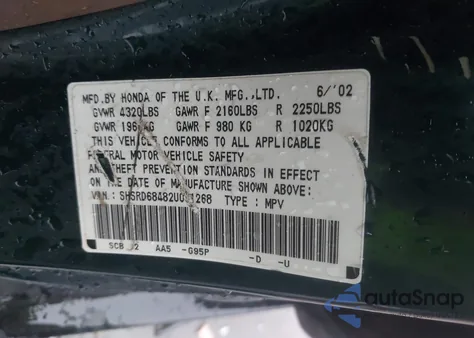 MFD.BY HONDA OF THE U.K. MFG.,LTD. 6/'02
GVWR 4320LBS GAWR F 2160LBS R 2250LBS
GVWR KG GAWR F 980 KG R 1020KG
THIS VEHICLE CONFORMS TO ALL APPLICABLE
FEDERAL MOTOR VEHICLE SAFETY
AND THEFT PREVENTION STANDARDS IN EFFECT
ON THE DATE OF MANUFACTURE SHOWN ABOVE.
TYPE : MPV
AA5 -G95P -D -U
autoSnap